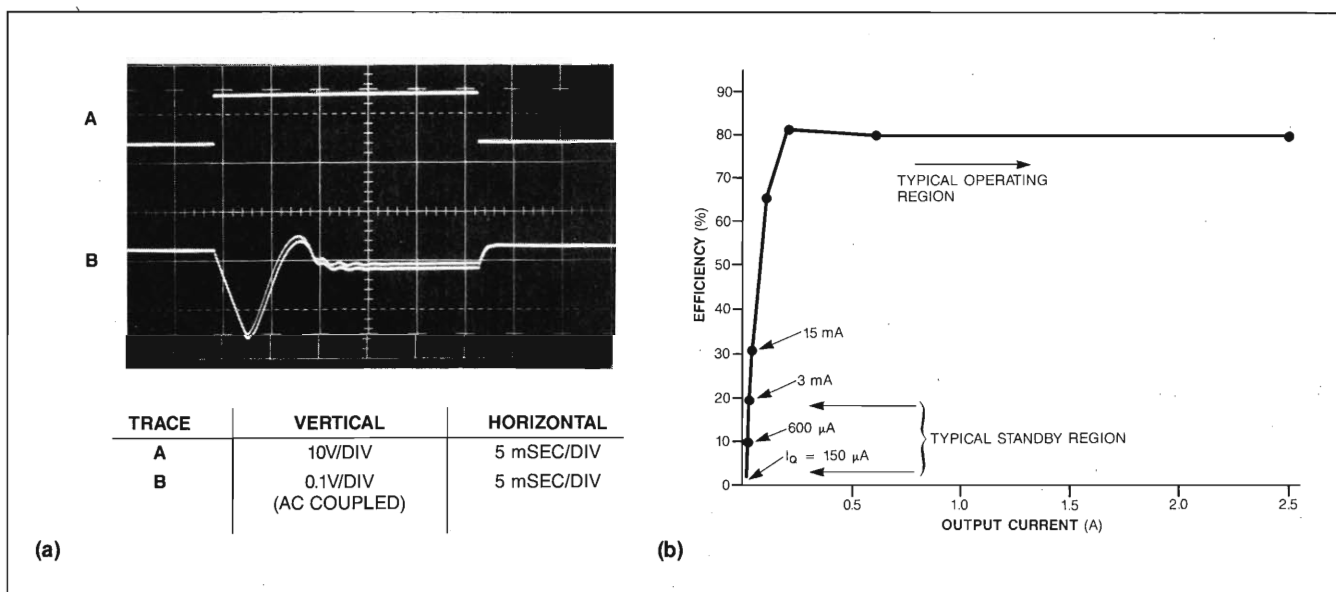 A
B
TRACE VERTICAL HORIZONTAL
A 10V/DIV 5 mSEC/DIV
B 0.1V/DIV 5 mSEC/DIV
(AC COUPLED)
(a)
EFFICIENCY (%)
90
80
70
60
50
40
30
20
10
0
TYPICAL OPERATING
REGION
15 mA
3 mA
600 μA
TYPICAL STANDBY REGION
IQ = 150 μA
0.5 1.0 1.5 2.0 2.5
OUTPUT CURRENT (A)
(b)